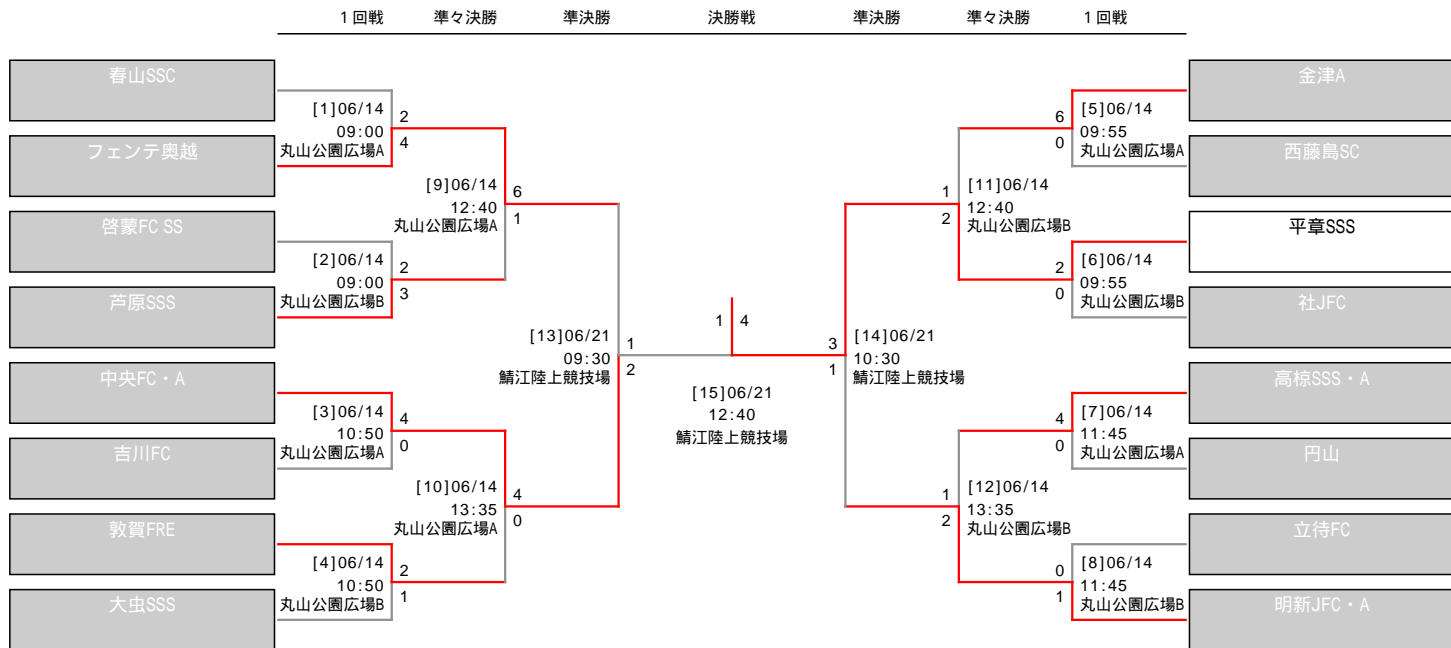 1回戦 準々決勝 準決勝 決勝戦 準決勝 準々決勝 1回戦
春山SSC
フェンテ奥越
啓蒙FC SS
芦原SSS
中央FC・A
吉川FC
敦賀FRE
大虫SSS
[1]06/14
09:00
丸山公園広場A
2
4
[2]06/14
09:00
丸山公園広場B
2
3
[3]06/14
10:50
丸山公園広場A
4
0
[4]06/14
10:50
丸山公園広場B
2
1
[9]06/14
12:40
丸山公園広場A
6
1
[10]06/14
13:35
丸山公園広場A
4
0
[13]06/21
09:30
鯖江陸上競技場
1
2
1 4
[15]06/21
12:40
鯖江陸上競技場
3
1
[14]06/21
10:30
鯖江陸上競技場
1
2
[11]06/14
12:40
丸山公園広場B
1
2
[12]06/14
13:35
丸山公園広場B
6
0
[5]06/14
09:55
丸山公園広場A
2
0
[6]06/14
09:55
丸山公園広場B
4
0
[7]06/14
11:45
丸山公園広場A
0
1
[8]06/14
11:45
丸山公園広場B
金津A
西藤島SC
平章SSS
社JFC
高椋SSS・A
円山
立待FC
明新JFC・A